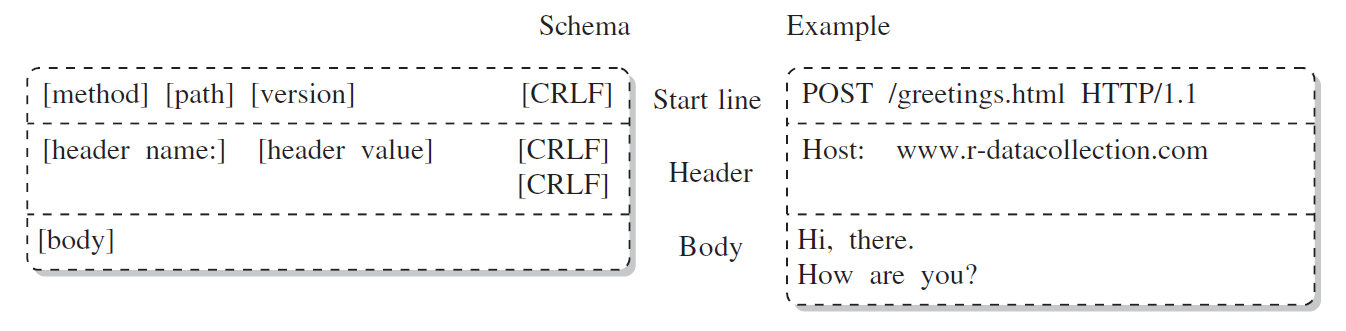 Schema Example
[method] [path] [version] [CRLF] Start line POST /greetings.html HTTP/1.1
[header name:] [header value] [CRLF] Host: www.r-datacollection.com
Header
[CRLF]
[body] Body Hi, there.
How are you?